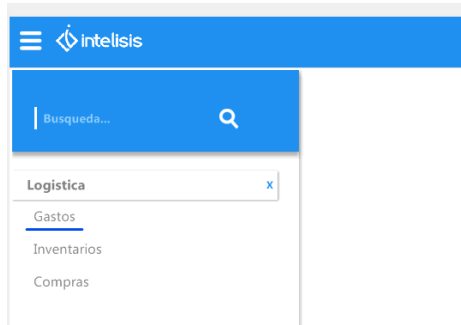 intelisis
Busqueda...
Logistica x
Gastos
Inventarios
Compras